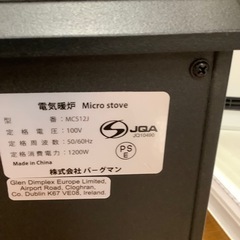 電気暖炉 Micro stove
型番：MCS12J
定格電圧：100V
定格周波数：50/60Hz
定格消費電力：1200W
Made in China
JQA
PS
E
株式会社 バーグマン
Glen Dimplex Europe Limited,
Airport Road, Cloghran,
Co. Dublin K67 VE08, Ireland.